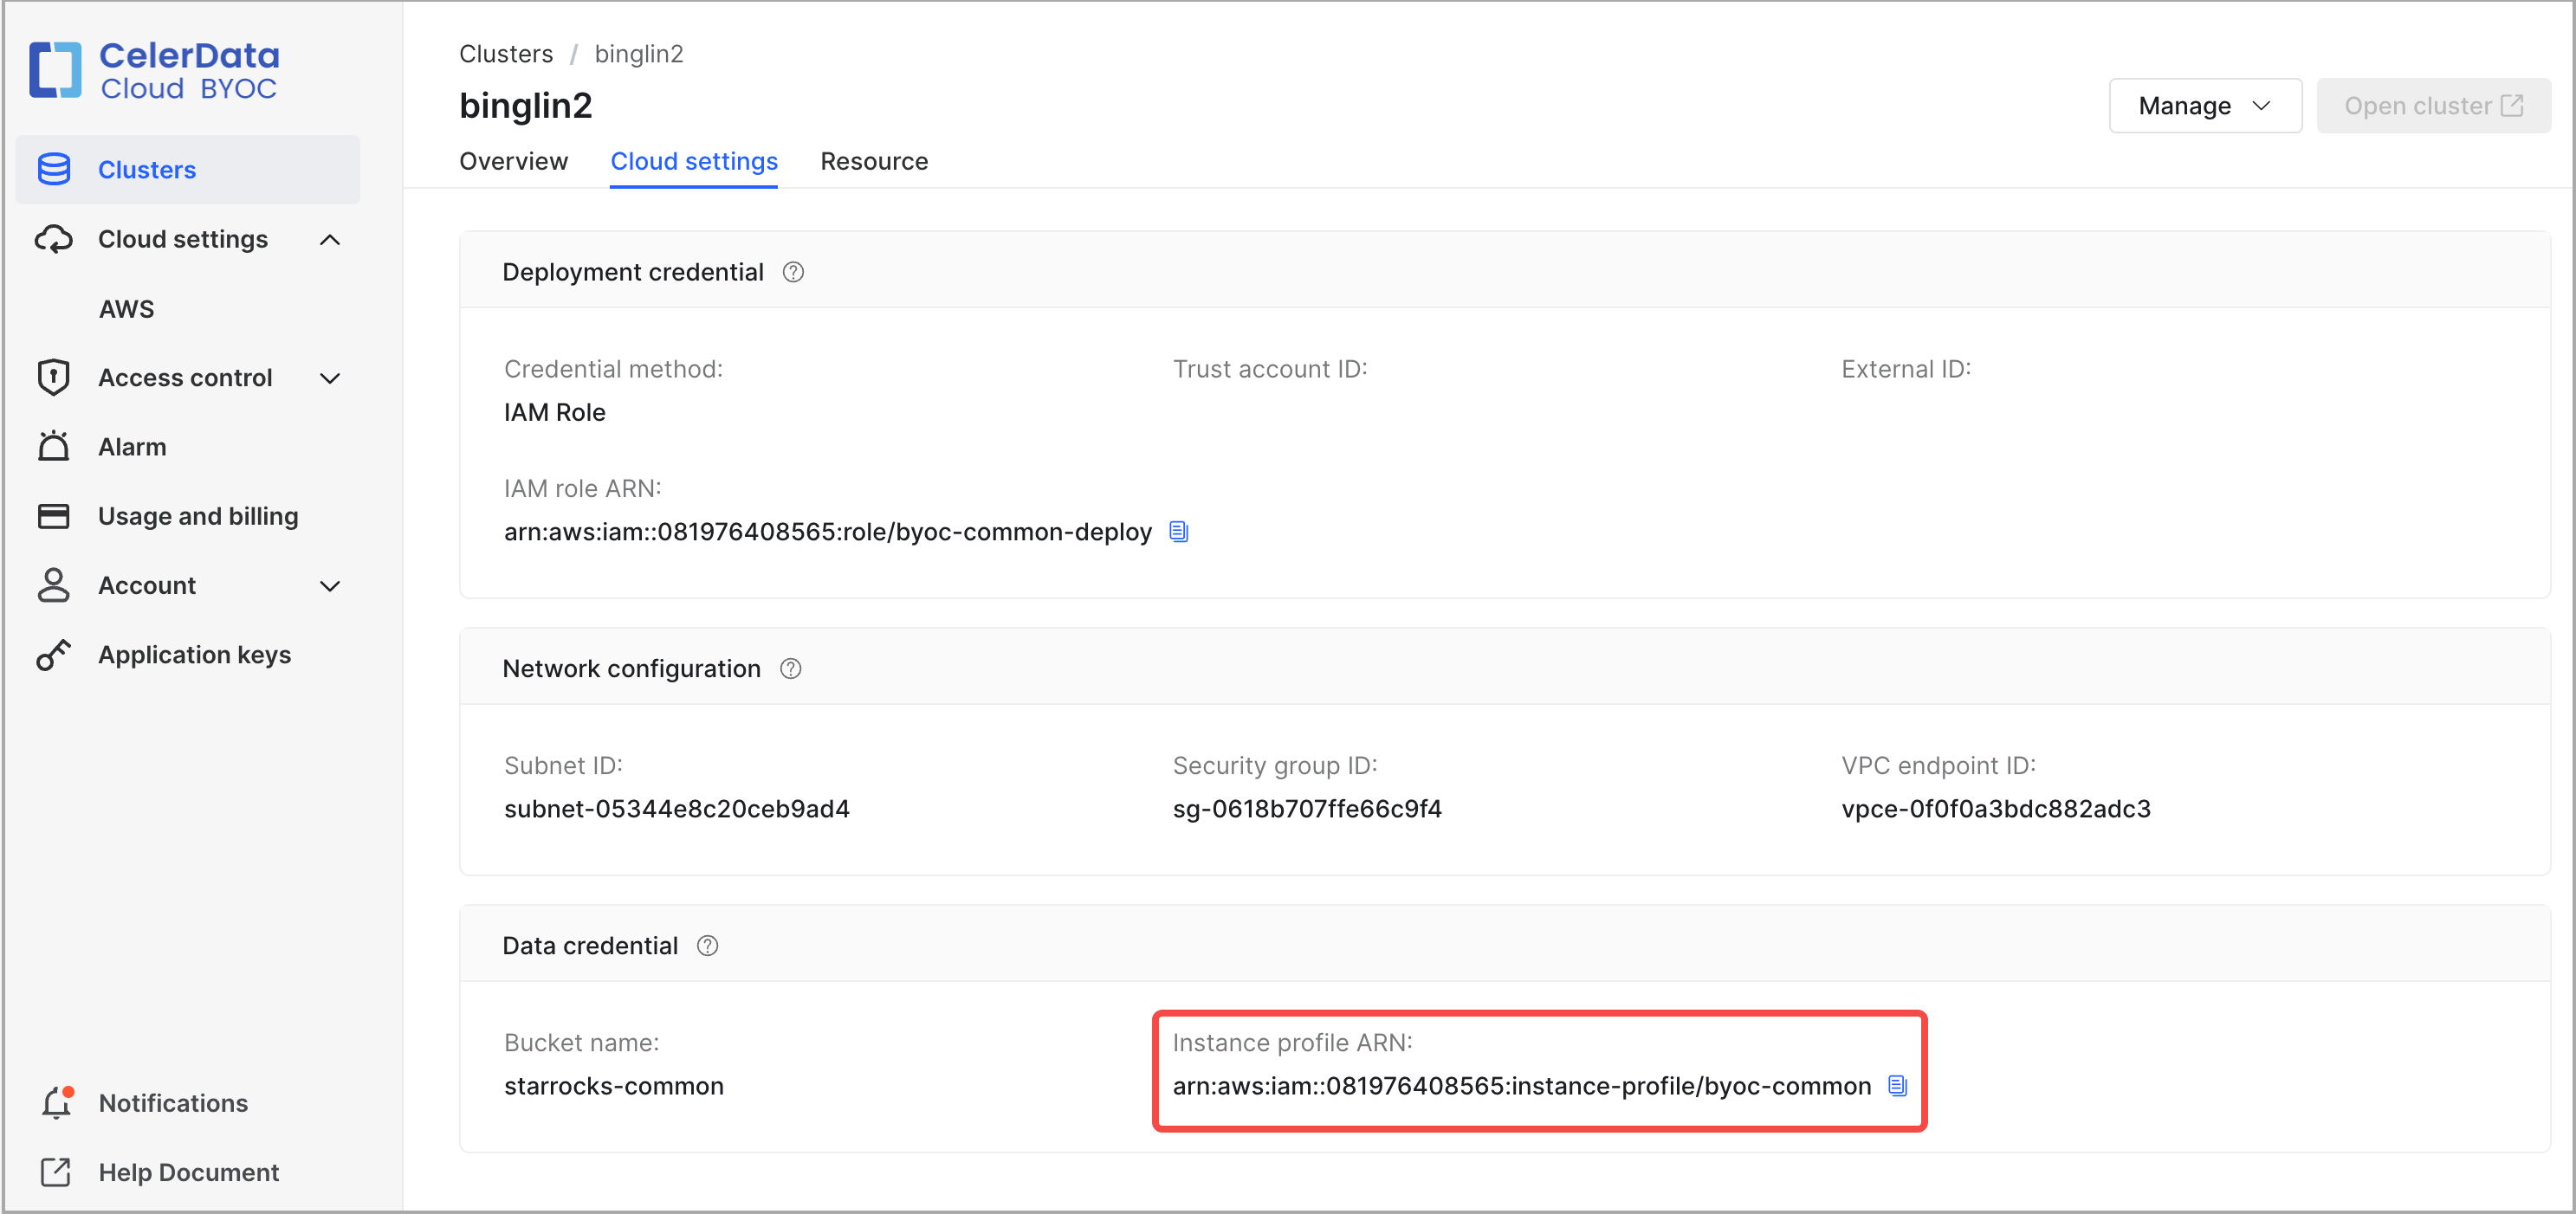 CelerData
Cloud BYOC
Clusters
Cloud settings
AWS
Access control
Alarm
Usage and billing
Account
Application keys
Notifications
Help Document
Clusters / binglin2
binglin2
Manage
Open cluster
Overview
Cloud settings
Resource
Deployment credential
Credential method:
IAM Role
Trust account ID:
External ID:
IAM role ARN:
arn:aws:iam::081976408565:role/byoc-common-deploy
Network configuration
Subnet ID:
subnet-05344e8c20ceb9ad4
Security group ID:
sg-0618b707ffe66c9f4
VPC endpoint ID:
vpce-0f0f0a3bdc882adc3
Data credential
Bucket name:
starrocks-common
Instance profile ARN:
arn:aws:iam::081976408565:instance-profile/byoc-common